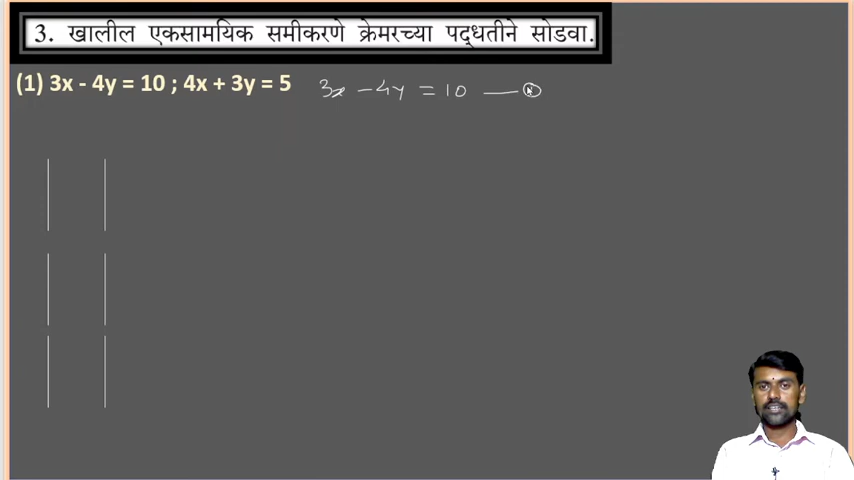 3. खालील एकसामयिक समीकरणे क्रेमरच्या पद्धतीने सोडवा.
(1) 3x - 4y = 10 ; 4x + 3y = 5
3x - 4y = 10 —